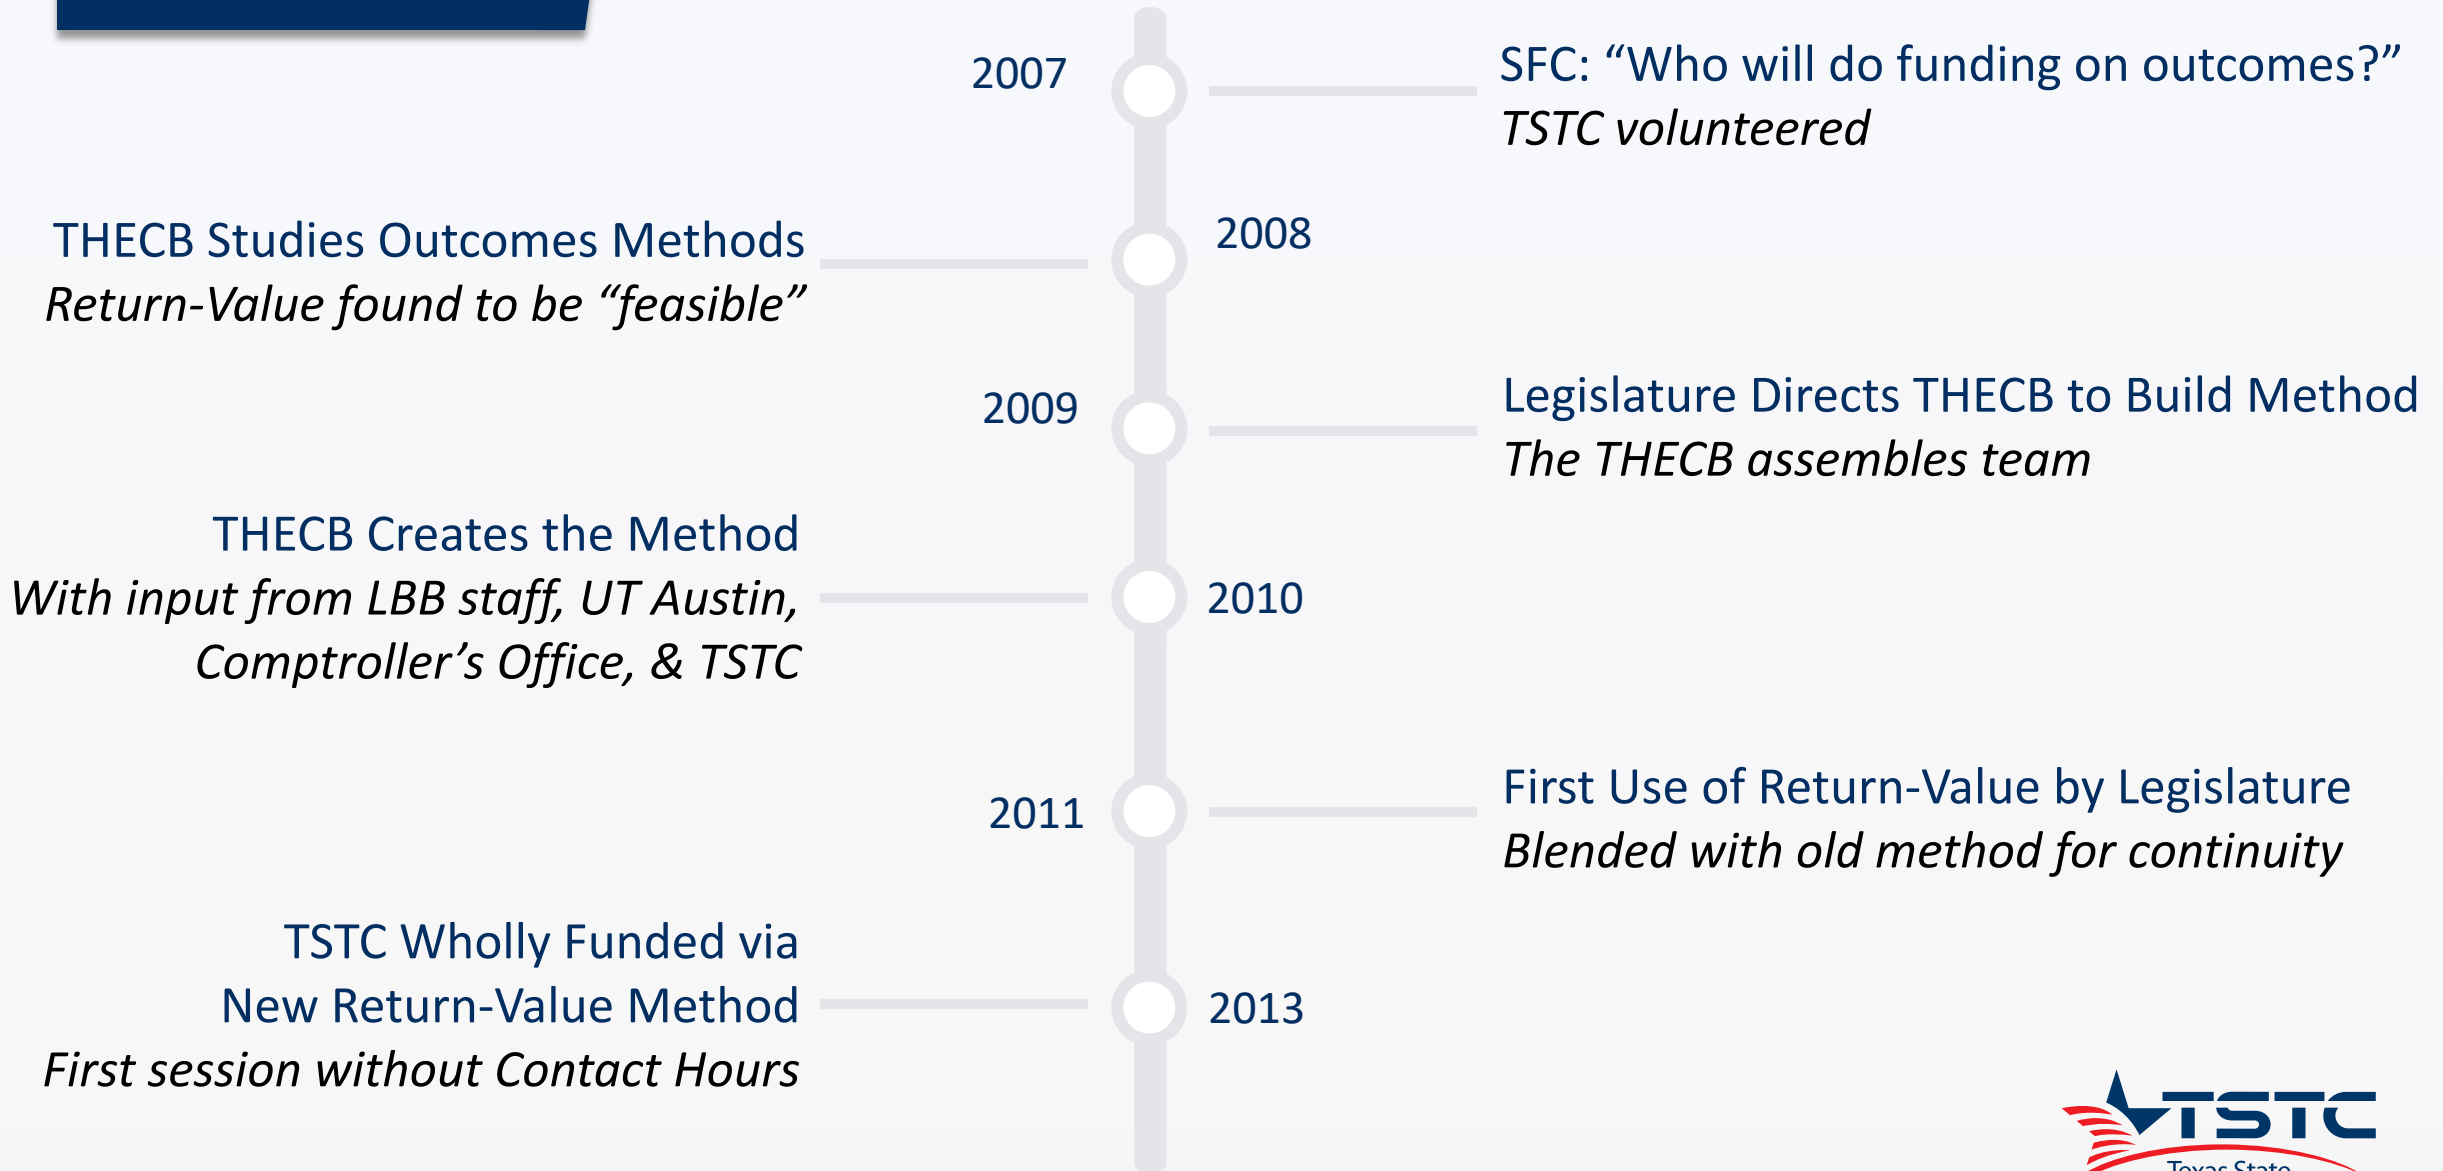 2007
SFC: “Who will do funding on outcomes?”
TSTC volunteered
2008
THECB Studies Outcomes Methods
Return-Value found to be “feasible”
2009
Legislature Directs THECB to Build Method
The THECB assembles team
2010
THECB Creates the Method
With input from LBB staff, UT Austin,
Comptroller’s Office, & TSTC
2011
First Use of Return-Value by Legislature
Blended with old method for continuity
2013
TSTC Wholly Funded via
New Return-Value Method
First session without Contact Hours
TSTC
Texas State